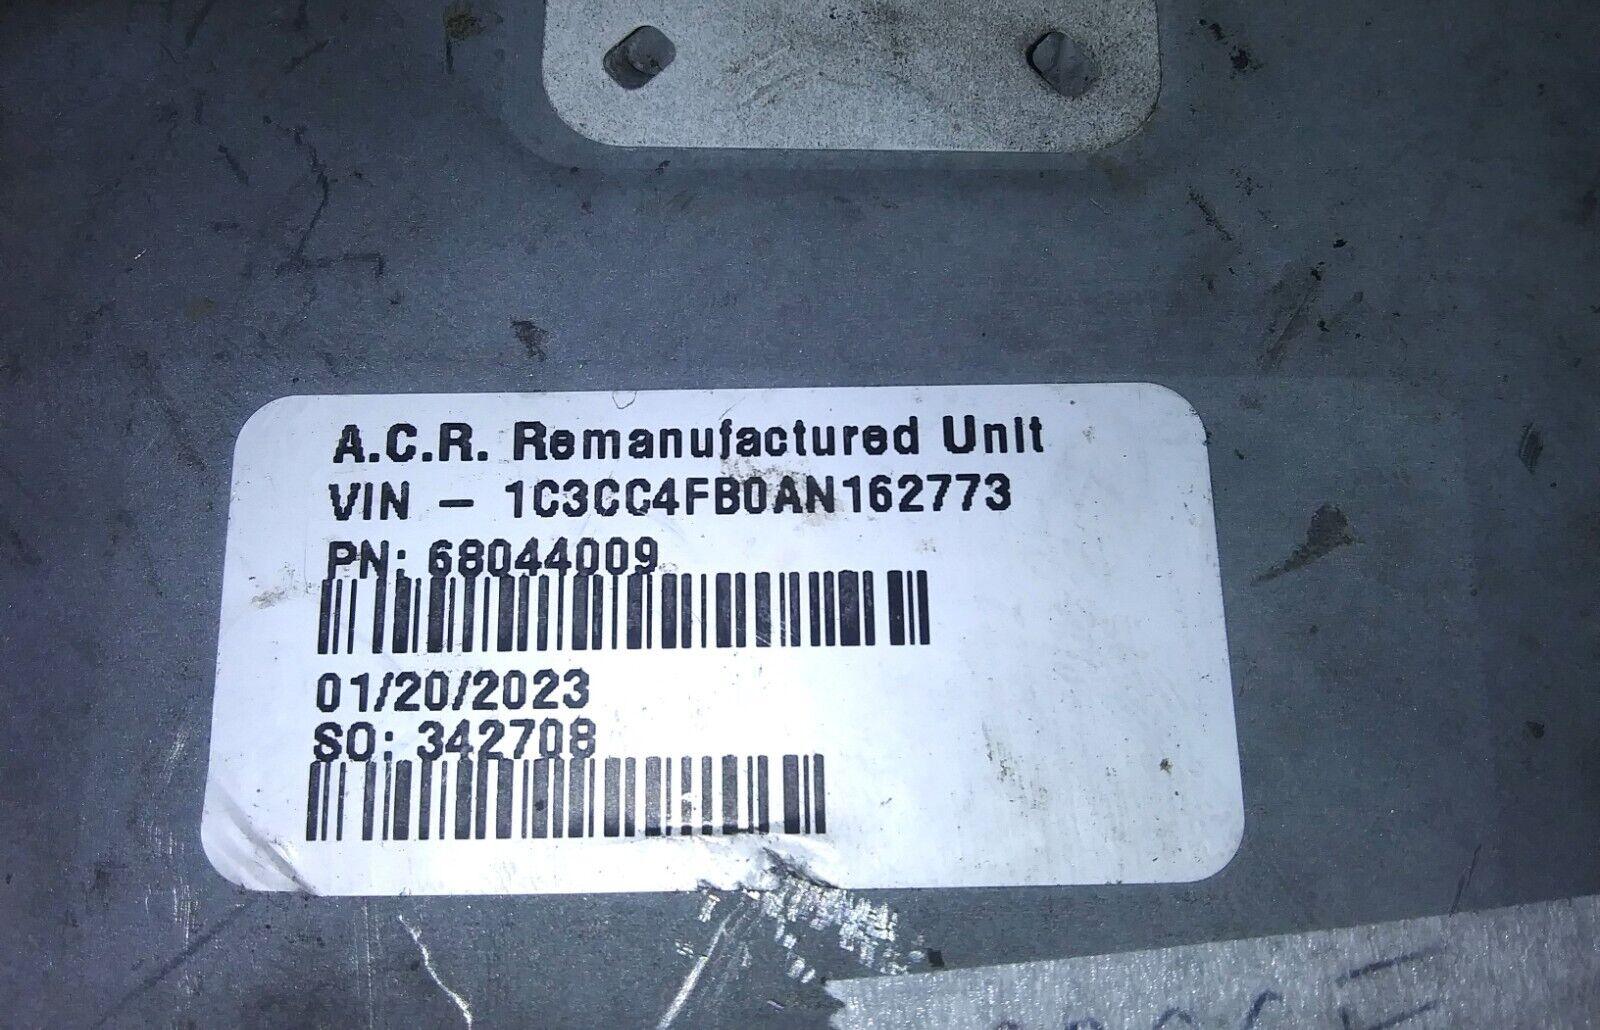 A.C.R. Remanufactured Unit
VIN - 1C3CC4FB0AN162773
PN: 68044009
01/20/2023
SO: 342708